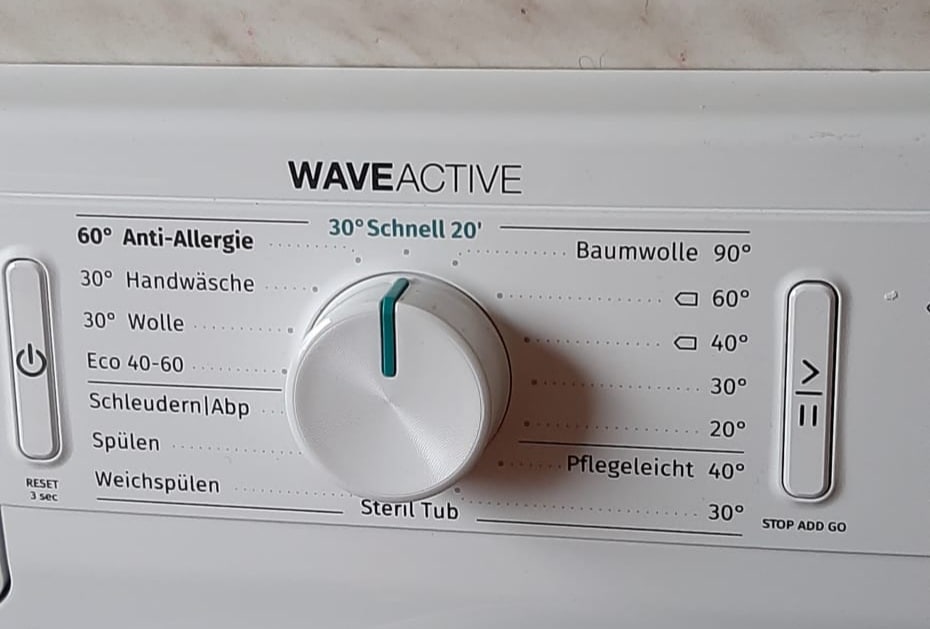 WAVEACTIVE
30° Schnell 20'
60° Anti-Allergie
30° Handwäsche
30° Wolle
Eco 40-60
Schleudern|Abp
Spülen
Weichspülen
Steril Tub
Baumwolle 90°
60°
40°
30°
20°
Pflegeleicht 40°
30°
RESET
3 sec
STOP ADD GO